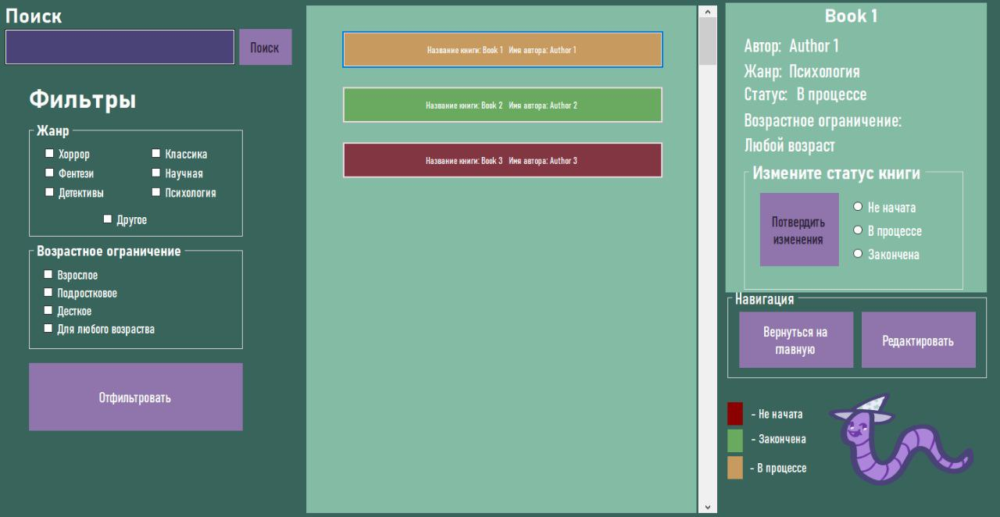 Поиск
Поиск
Фильтры
Жанр
Хоррор
Классика
Фентези
Научная
Детективы
Психология
Другое
Возрастное ограничение
Взрослое
Подростковое
Десткое
Для любого возраства
Отфильтровать
Название книги: Book 1 Имя автора: Author 1
Название книги: Book 2 Имя автора: Author 2
Название книги: Book 3 Имя автора: Author 3
Book 1
Автор: Author 1
Жанр: Психология
Статус: В процессе
Возрастное ограничение:
Любой возраст
Измените статус книги
Потвердить
изменения
Не начата
В процессе
Закончена
Навигация
Вернуться на
главную
Редактировать
- Не начата
- Закончена
- В процессе